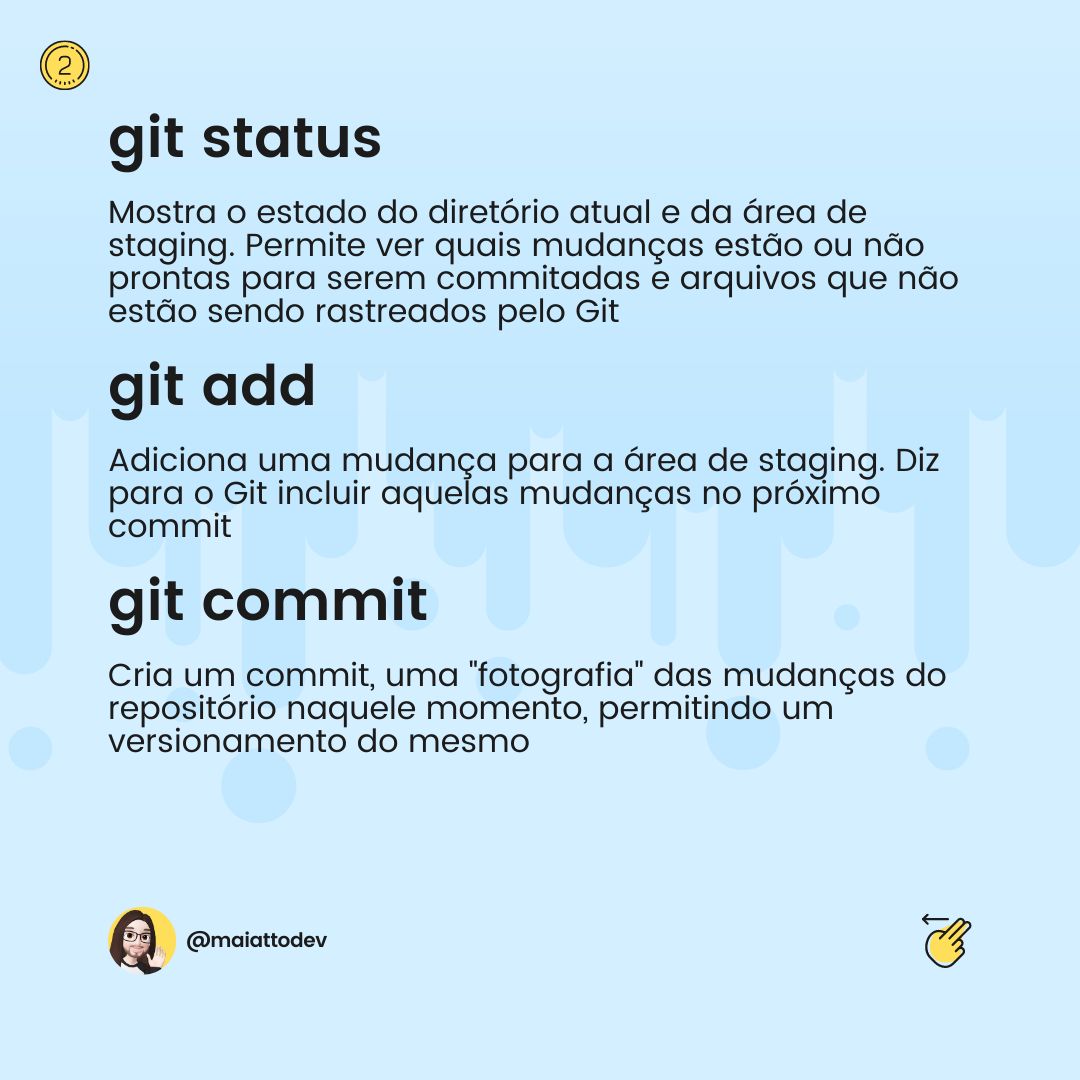 2
git status
Mostra o estado do diretório atual e da área de
staging. Permite ver quais mudanças estão ou não
prontas para serem commitadas e arquivos que não
estão sendo rastreados pelo Git
git add
Adiciona uma mudança para a área de staging. Diz
para o Git incluir aquelas mudanças no próximo
commit
git commit
Cria um commit, uma "fotografia" das mudanças do
repositório naquele momento, permitindo um
versionamento do mesmo
@maiattodev